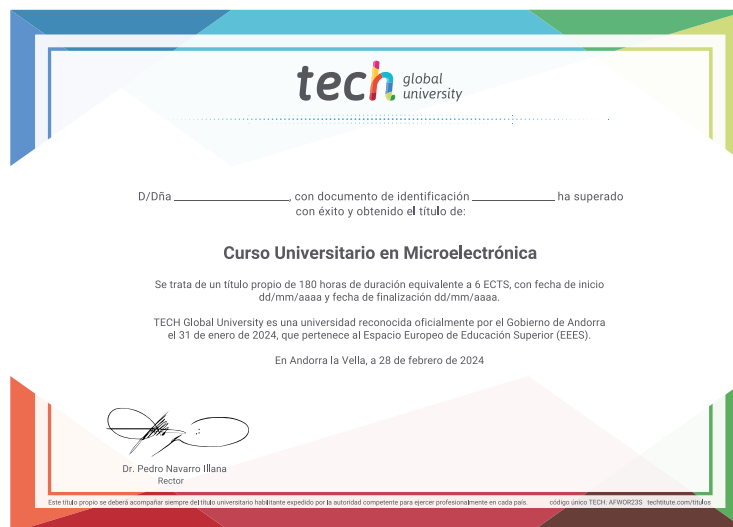 tech global university
D/Dña ____________________, con documento de identificación ______________ ha superado
con éxito y obtenido el título de:
Curso Universitario en Microelectrónica
Se trata de un título propio de 180 horas de duración equivalente a 6 ECTS, con fecha de inicio
dd/mm/aaaa y fecha de finalización dd/mm/aaaa.
TECH Global University es una universidad reconocida oficialmente por el Gobierno de Andorra
el 31 de enero de 2024, que pertenece al Espacio Europeo de Educación Superior (EEES).
En Andorra la Vella, a 28 de febrero de 2024
Dr. Pedro Navarro Illana
Rector
Este título propio se deberá acompañar siempre del título universitario habilitante expedido por la autoridad competente para ejercer profesionalmente en cada país. código único TECH: AFWOR23S techtitute.com/titulos